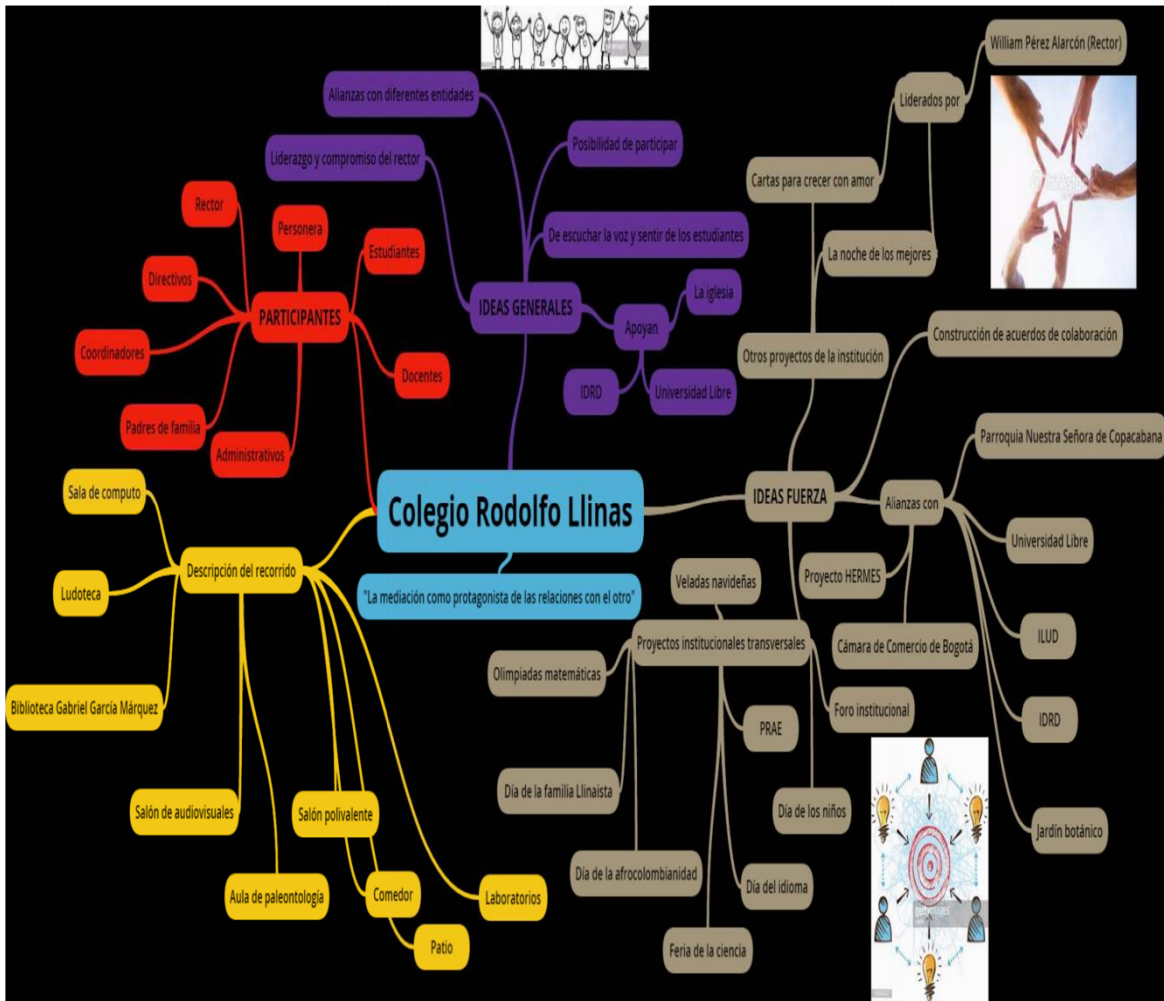 William Pérez Alarcón (Rector)
Liderados por
Alianzas con diferentes entidades
Posibilidad de participar
Liderazgo y compromiso del rector
Cartas para crecer con amor
Rector
Personera
Estudiantes
De escuchar la voz y sentir de los estudiantes
La noche de los mejores
Directivos
PARTICIPANTES
IDEAS GENERALES
La iglesia
Apoyan
Construcción de acuerdos de colaboración
Coordinadores
Otros proyectos de la institución
Docentes
IDRD
Universidad Libre
Padres de familia
Administrativos
Parroquia Nuestra Señora de Copacabana
Sala de computo
Colegio Rodolfo Llinas
IDEAS FUERZA
Alianzas con
Universidad Libre
Descripción del recorrido
Proyecto HERMES
Veladas navideñas
Ludoteca
"La mediación como protagonista de las relaciones con el otro"
ILUD
Proyectos institucionales transversales
Cámara de Comercio de Bogotá
Olimpiadas matemáticas
Biblioteca Gabriel García Márquez
Foro institucional
IDRD
PRAE
Día de la familia Llinaista
Salón de audiovisuales
Salón polivalente
Día de los niños
Jardín botánico
Día de la afrocolombianidad
Día del idioma
Aula de paleontología
Comedor
Laboratorios
Patio
Feria de la ciencia